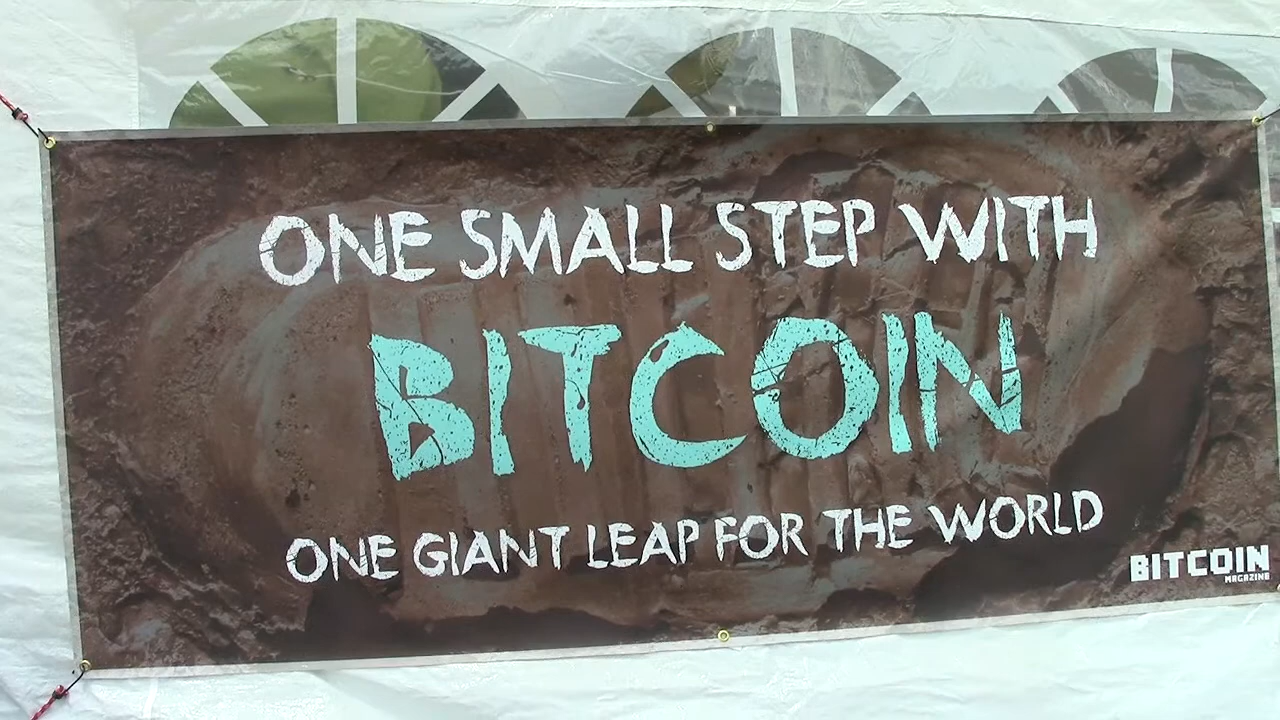 ONE SMALL STEP WITH
BITCOIN
ONE GIANT LEAP FOR THE WORLD
BITCOIN
MAGAZINE